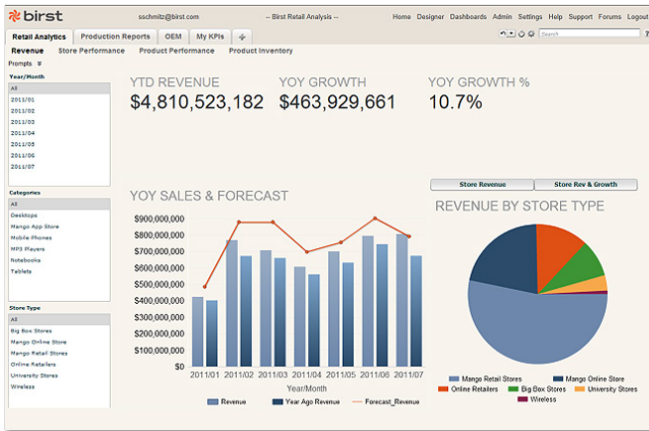 birst
sschmitz@birst.com
-- Birst Retail Analysis --
Home Designer Dashboards Admin Settings Help Support Forums Logout
Retail Analytics Production Reports OEM My KPIs
Search
?
Revenue Store Performance Product Performance Product Inventory
Prompts
Year/Month
All
2011/01
2011/02
2011/03
2011/04
2011/05
2011/06
2011/07
Categories
All
Desktops
Mango App Store
Mobile Phones
MP3 Players
Notebooks
Tablets
Store Type
All
Big Box Stores
Mango Online Store
Mango Retail Stores
Online Retailers
University Stores
Wireless
YTD REVENUE YOY GROWTH YOY GROWTH %
$4,810,523,182 $463,929,661 10.7%
YOY SALES & FORECAST
$900,000,000
$800,000,000
$700,000,000
$600,000,000
$500,000,000
$400,000,000
$300,000,000
$200,000,000
$100,000,000
$0
2011/01 2011/02 2011/03 2011/04 2011/05 2011/06 2011/07
Year/Month
Revenue Year Ago Revenue Forecast_Revenue
Store Revenue Store Rev & Growth
REVENUE BY STORE TYPE
Mango Retail Stores Mango Online Store
Online Retailers Big Box Stores University Stores
Wireless